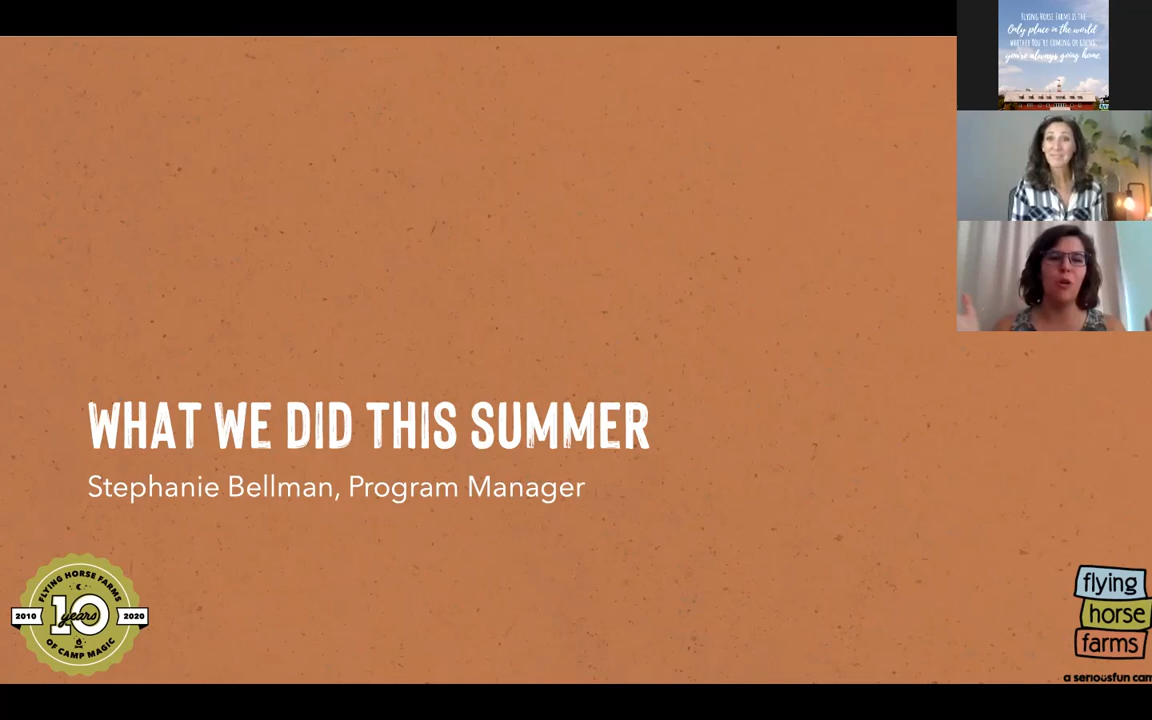 FLYING HORSE FARMS IS THE
Only place in the world
WHETHER YOU'RE COMING OR GOING,
you're always going home.
WHAT WE DID THIS SUMMER
Stephanie Bellman, Program Manager
FLYING HORSE FARMS
2010
10
years
2020
OF CAMP MAGIC
flying
horse
farms
a seriousfun cam